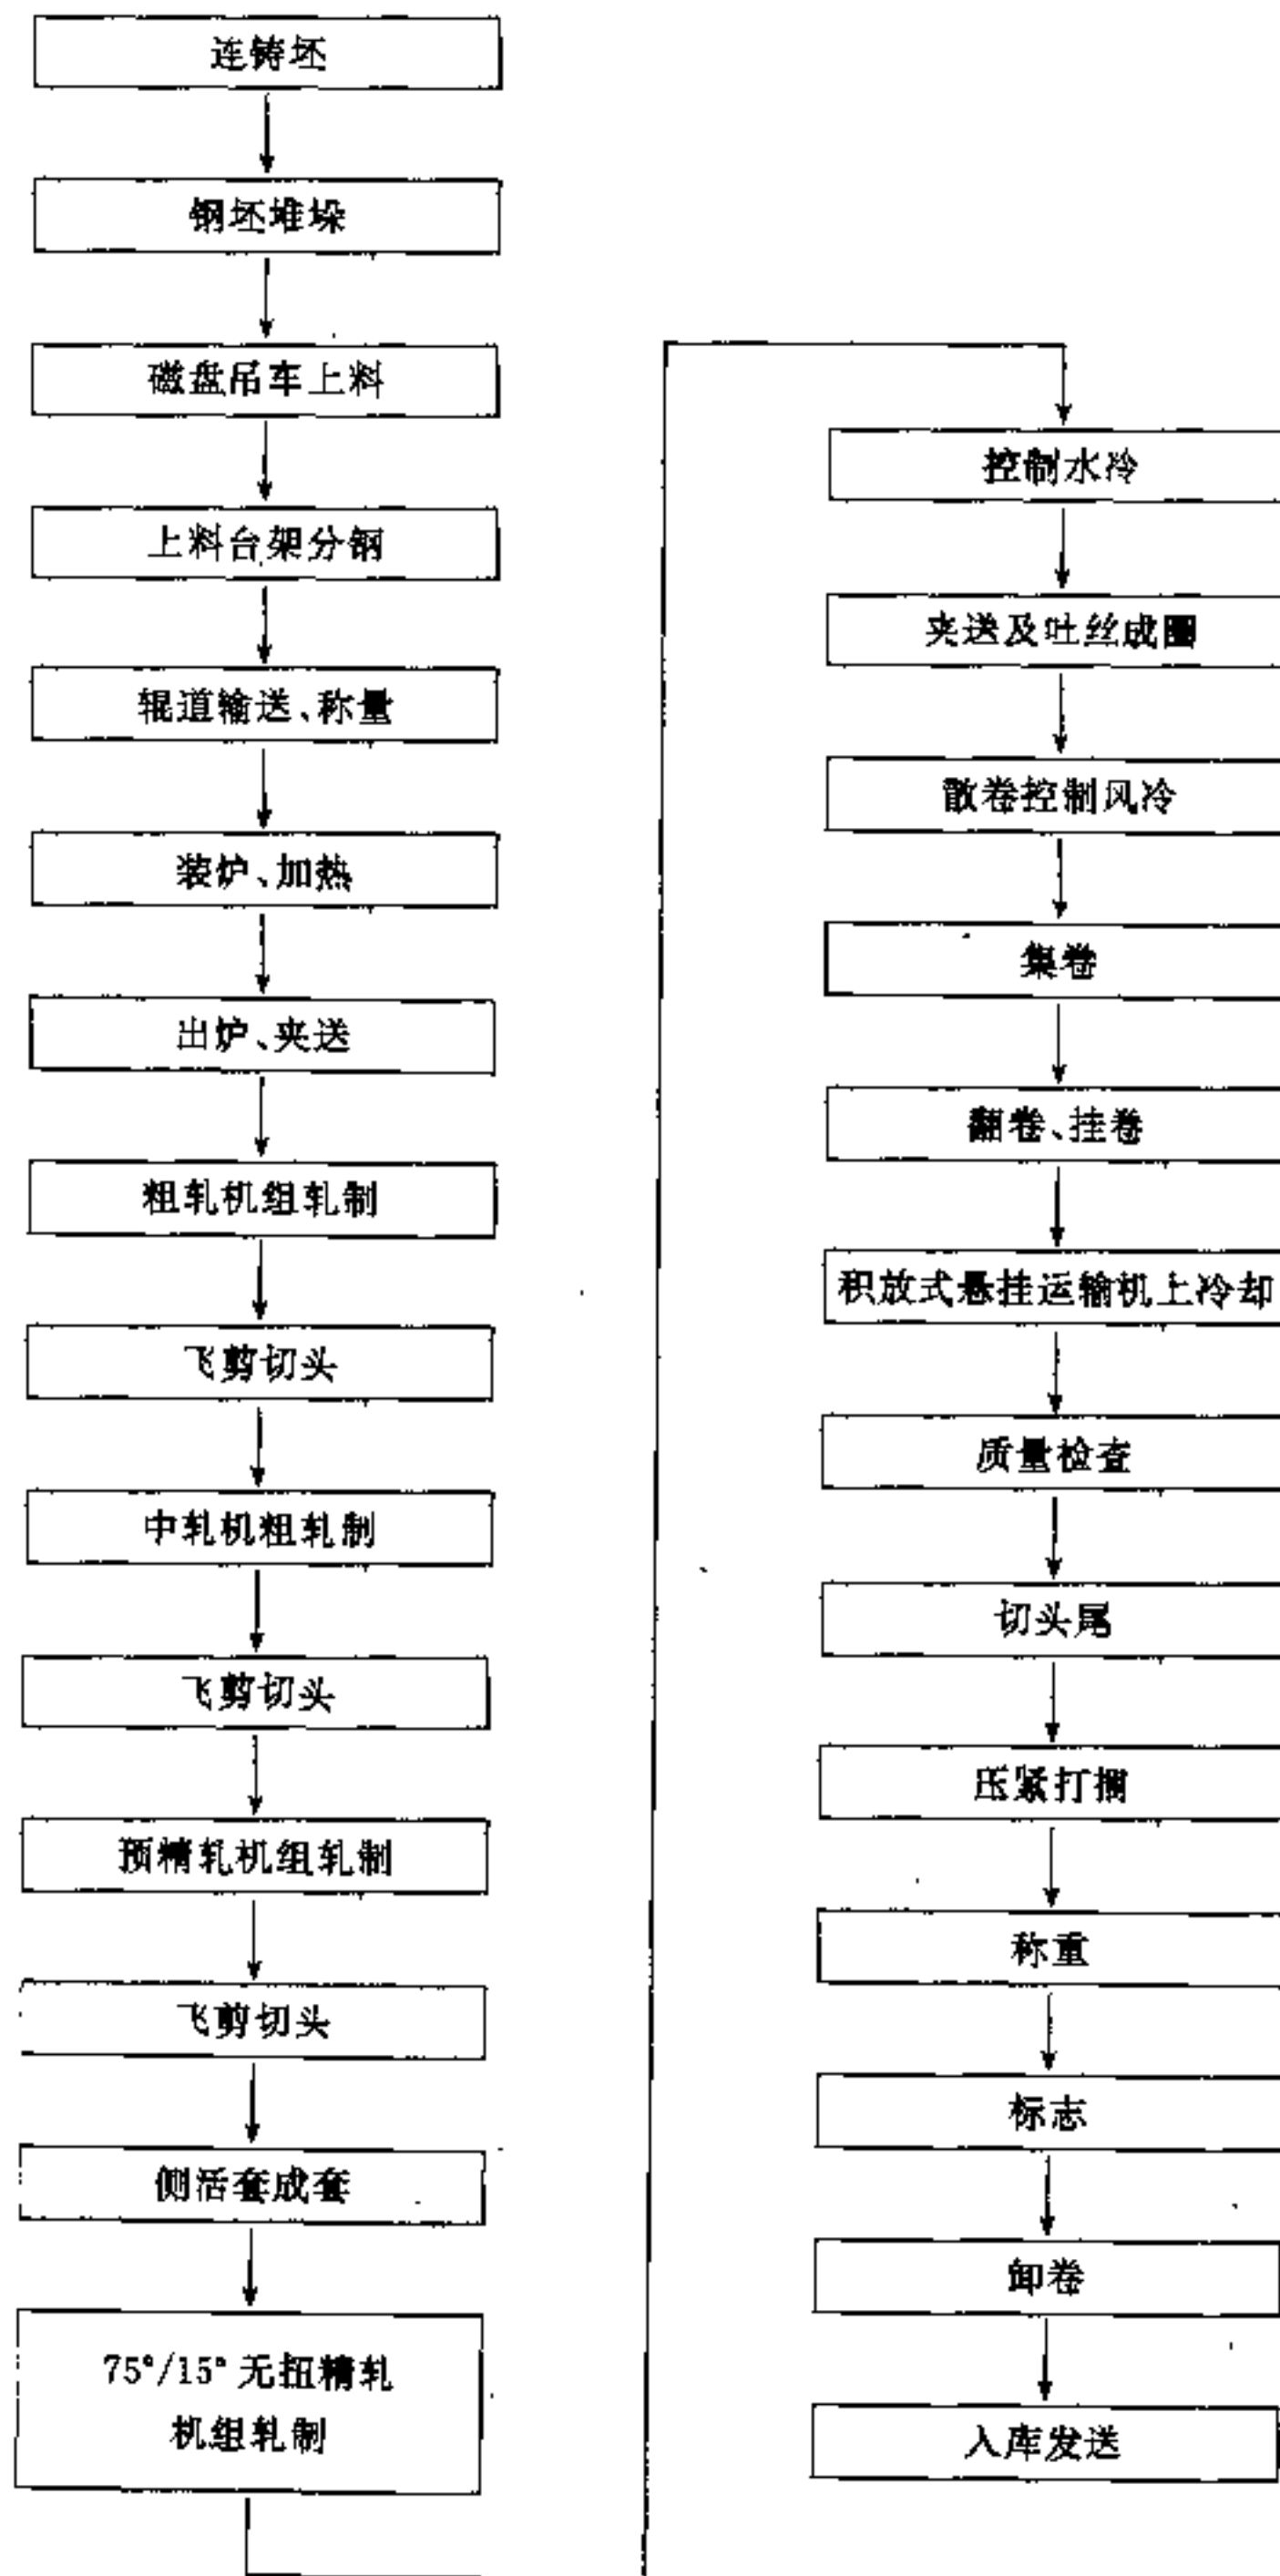 连铸坯
钢坯堆垛
磁盘吊车上料
上料台架分钢
辊道输送、称量
装炉、加热
出炉、夹送
粗轧机组轧制
飞剪切头
中轧机粗轧制
飞剪切头
预精轧机组轧制
飞剪切头
侧活套成套
75°/15°无扭精轧
机组轧制
控制水冷
夹送及吐丝成圈
散卷控制风冷
集卷
翻卷、挂卷
积放式悬挂运输机上冷却
质量检查
切头尾
压紧打捆
称重
标志
卸卷
入库发送